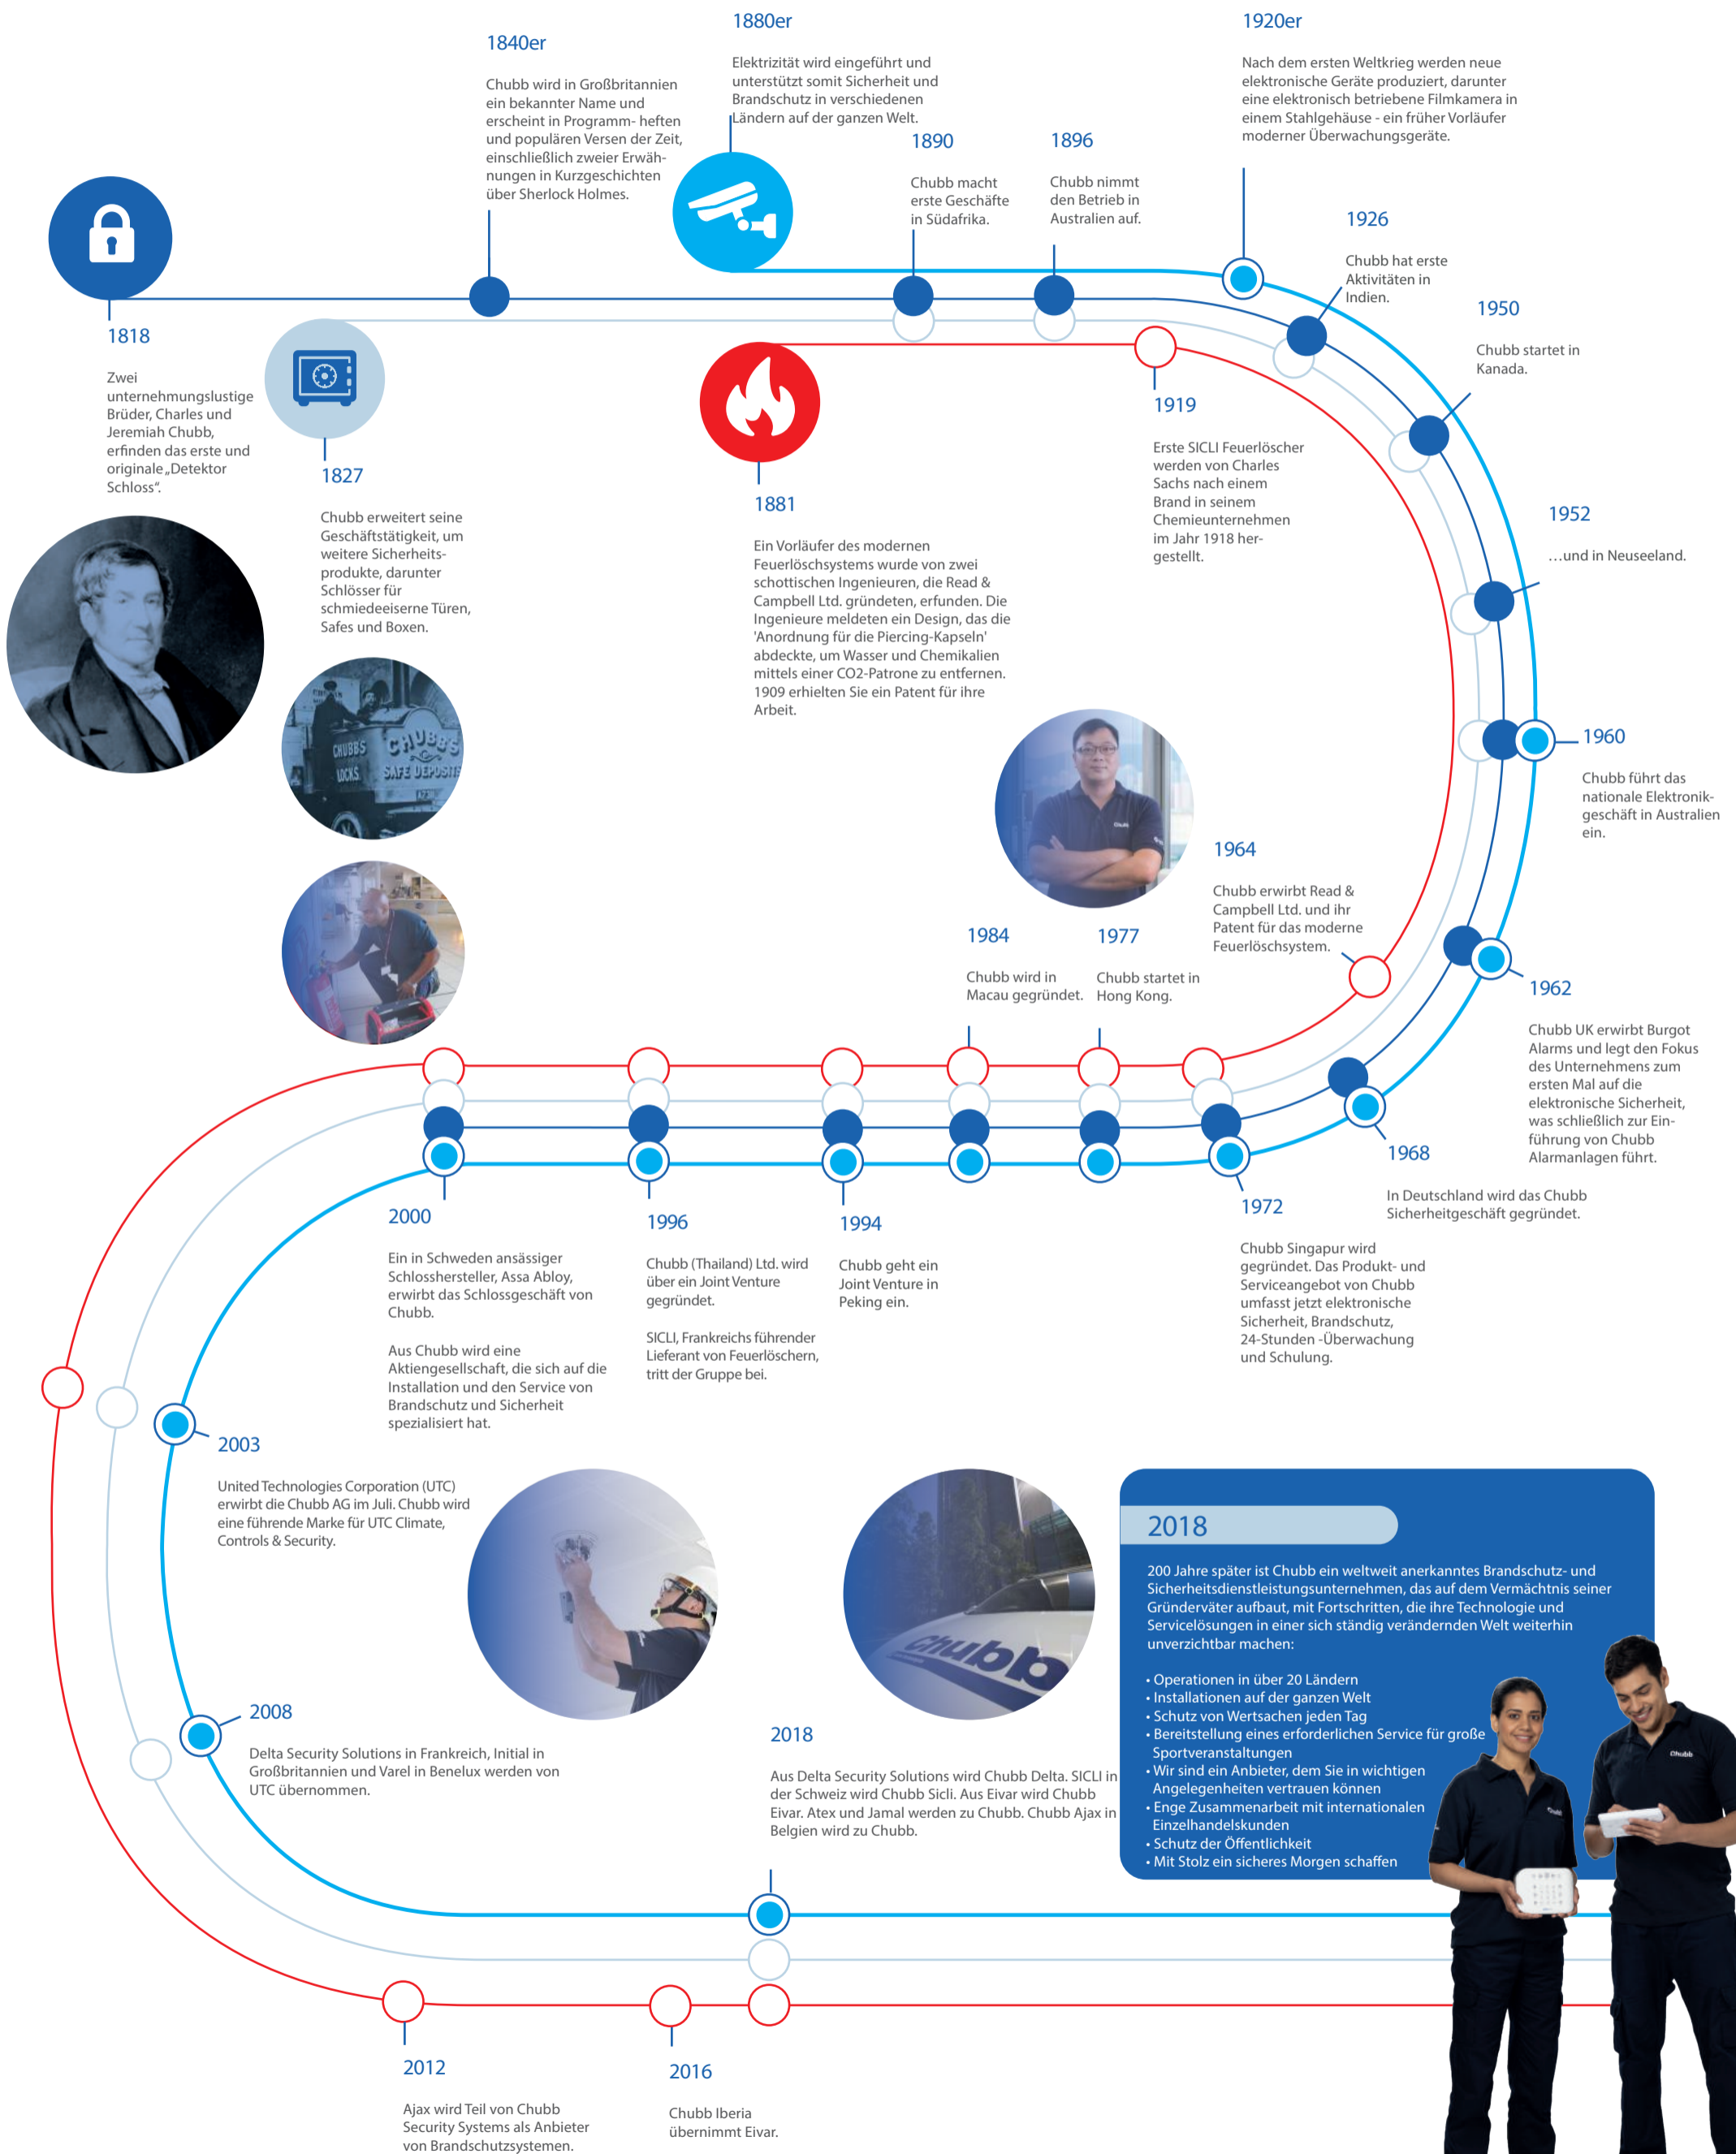 1840er
Chubb wird in Großbritannien
ein bekannter Name und
erscheint in Programm- heften
und populären Versen der Zeit,
einschließlich zweier Erwäh-
nungen in Kurzgeschichten
über Sherlock Holmes.
1880er
Elektrizität wird eingeführt und
unterstützt somit Sicherheit und
Brandschutz in verschiedenen
Ländern auf der ganzen Welt.
1890
Chubb macht
erste Geschäfte
in Südafrika.
1896
Chubb nimmt
den Betrieb in
Australien auf.
1920er
Nach dem ersten Weltkrieg werden neue
elektronische Geräte produziert, darunter
eine elektronisch betriebene Filmkamera in
einem Stahlgehäuse - ein früher Vorläufer
moderner Überwachungsgeräte.
1926
Chubb hat erste
Aktivitäten in
Indien.
1950
Chubb startet in
Kanada.
1818
Zwei
unternehmungslustige
Brüder, Charles und
Jeremiah Chubb,
erfinden das erste und
originale „Detektor
Schloss“.
1827
Chubb erweitert seine
Geschäftstätigkeit, um
weitere Sicherheits-
produkte, darunter
Schlösser für
schmiedeeiserne Türen,
Safes und Boxen.
1881
Ein Vorläufer des modernen
Feuerlöschsystems wurde von zwei
schottischen Ingenieuren, die Read &
Campbell Ltd. gründeten, erfunden. Die
Ingenieure meldeten ein Design, das die
'Anordnung für die Piercing-Kapseln'
abdeckte, um Wasser und Chemikalien
mittels einer CO2-Patrone zu entfernen.
1909 erhielten Sie ein Patent für ihre
Arbeit.
1919
Erste SICLI Feuerlöscher
werden von Charles
Sachs nach einem
Brand in seinem
Chemieunternehmen
im Jahr 1918 her-
gestellt.
1952
…und in Neuseeland.
CHUBBS
LOCKS
CHUBB'S
SAFE DEPOSIT
1960
Chubb führt das
nationale Elektronik-
geschäft in Australien
ein.
Chubb
1964
Chubb erwirbt Read &
Campbell Ltd. und ihr
Patent für das moderne
Feuerlöschsystem.
1984
Chubb wird in
Macau gegründet.
1977
Chubb startet in
Hong Kong.
1962
Chubb UK erwirbt Burgot
Alarms und legt den Fokus
des Unternehmens zum
ersten Mal auf die
elektronische Sicherheit,
was schließlich zur Ein-
führung von Chubb
Alarmanlagen führt.
1968
In Deutschland wird das Chubb
Sicherheitgeschäft gegründet.
1972
Chubb Singapur wird
gegründet. Das Produkt- und
Serviceangebot von Chubb
umfasst jetzt elektronische
Sicherheit, Brandschutz,
24-Stunden -Überwachung
und Schulung.
1994
Chubb geht ein
Joint Venture in
Peking ein.
1996
Chubb (Thailand) Ltd. wird
über ein Joint Venture
gegründet.
SICLI, Frankreichs führender
Lieferant von Feuerlöschern,
tritt der Gruppe bei.
2000
Ein in Schweden ansässiger
Schlosshersteller, Assa Abloy,
erwirbt das Schlossgeschäft von
Chubb.
Aus Chubb wird eine
Aktiengesellschaft, die sich auf die
Installation und den Service von
Brandschutz und Sicherheit
spezialisiert hat.
2003
United Technologies Corporation (UTC)
erwirbt die Chubb AG im Juli. Chubb wird
eine führende Marke für UTC Climate,
Controls & Security.
Chubb
2008
Delta Security Solutions in Frankreich, Initial in
Großbritannien und Varel in Benelux werden von
UTC übernommen.
2018
Aus Delta Security Solutions wird Chubb Delta. SICLI in
der Schweiz wird Chubb Sicli. Aus Eivar wird Chubb
Eivar. Atex und Jamal werden zu Chubb. Chubb Ajax in
Belgien wird zu Chubb.
2018
200 Jahre später ist Chubb ein weltweit anerkanntes Brandschutz- und
Sicherheitsdienstleistungsunternehmen, das auf dem Vermächtnis seiner
Gründerväter aufbaut, mit Fortschritten, die ihre Technologie und
Servicelösungen in einer sich ständig verändernden Welt weiterhin
unverzichtbar machen:
• Operationen in über 20 Ländern
• Installationen auf der ganzen Welt
• Schutz von Wertsachen jeden Tag
• Bereitstellung eines erforderlichen Service für große
Sportveranstaltungen
• Wir sind ein Anbieter, dem Sie in wichtigen
Angelegenheiten vertrauen können
• Enge Zusammenarbeit mit internationalen
Einzelhandelskunden
• Schutz der Öffentlichkeit
• Mit Stolz ein sicheres Morgen schaffen
Chubb
Chubb
2012
Ajax wird Teil von Chubb
Security Systems als Anbieter
von Brandschutzsystemen.
2016
Chubb Iberia
übernimmt Eivar.